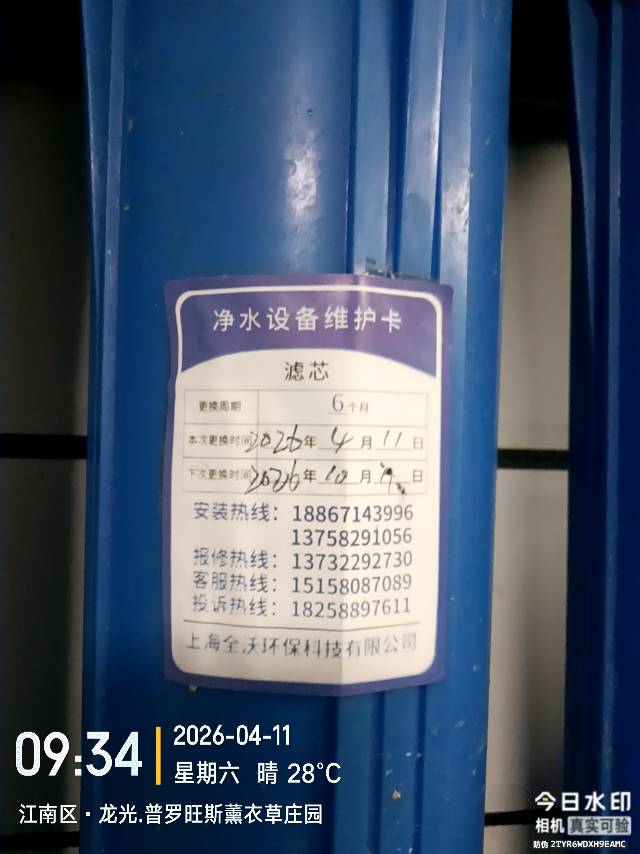 净水设备维护卡
滤芯
更换周期 6个月
本次更换时间 2026年 4月 11日
下次更换时间 2026年 10月 日
安装热线：18867143996
13758291056
报修热线：13732292730
客服热线：15158087089
投诉热线：18258897611
上海全沃环保科技有限公司
09:34
2026-04-11
星期六 晴 28℃
江南区·龙光.普罗旺斯薰衣草庄园
今日水印
相机 真实可验
防伪 2TYR6WDXH9EAMC